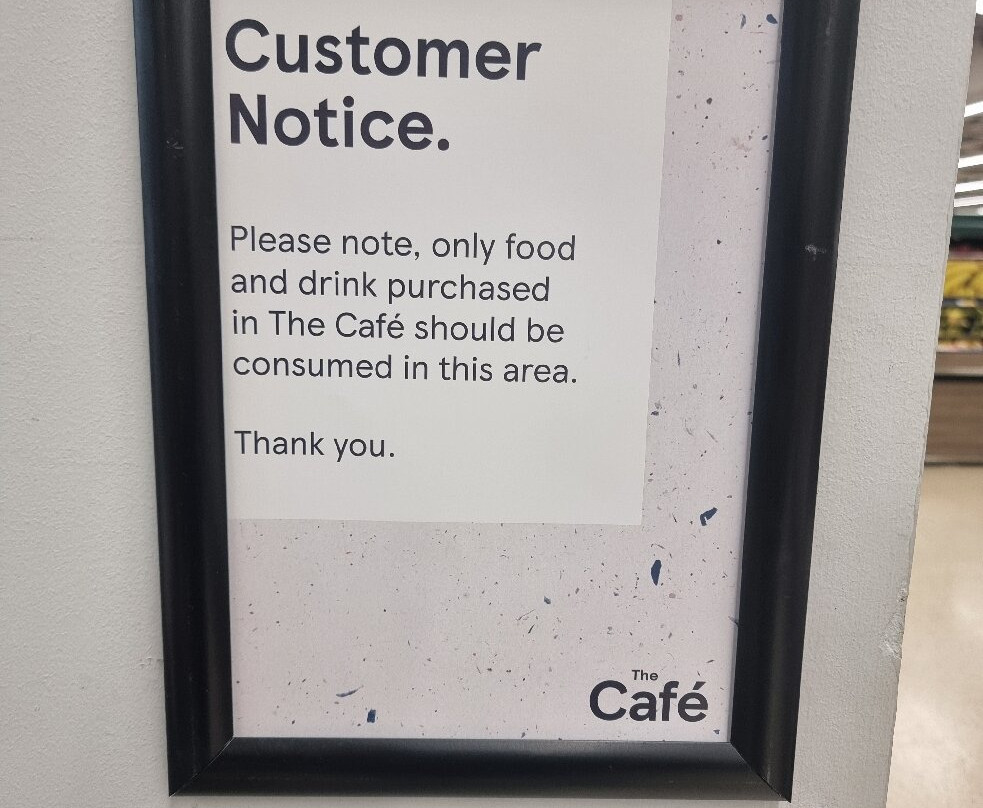 Customer
Notice.
Please note, only food
and drink purchased
in The Café should be
consumed in this area.
Thank you.
The
Café